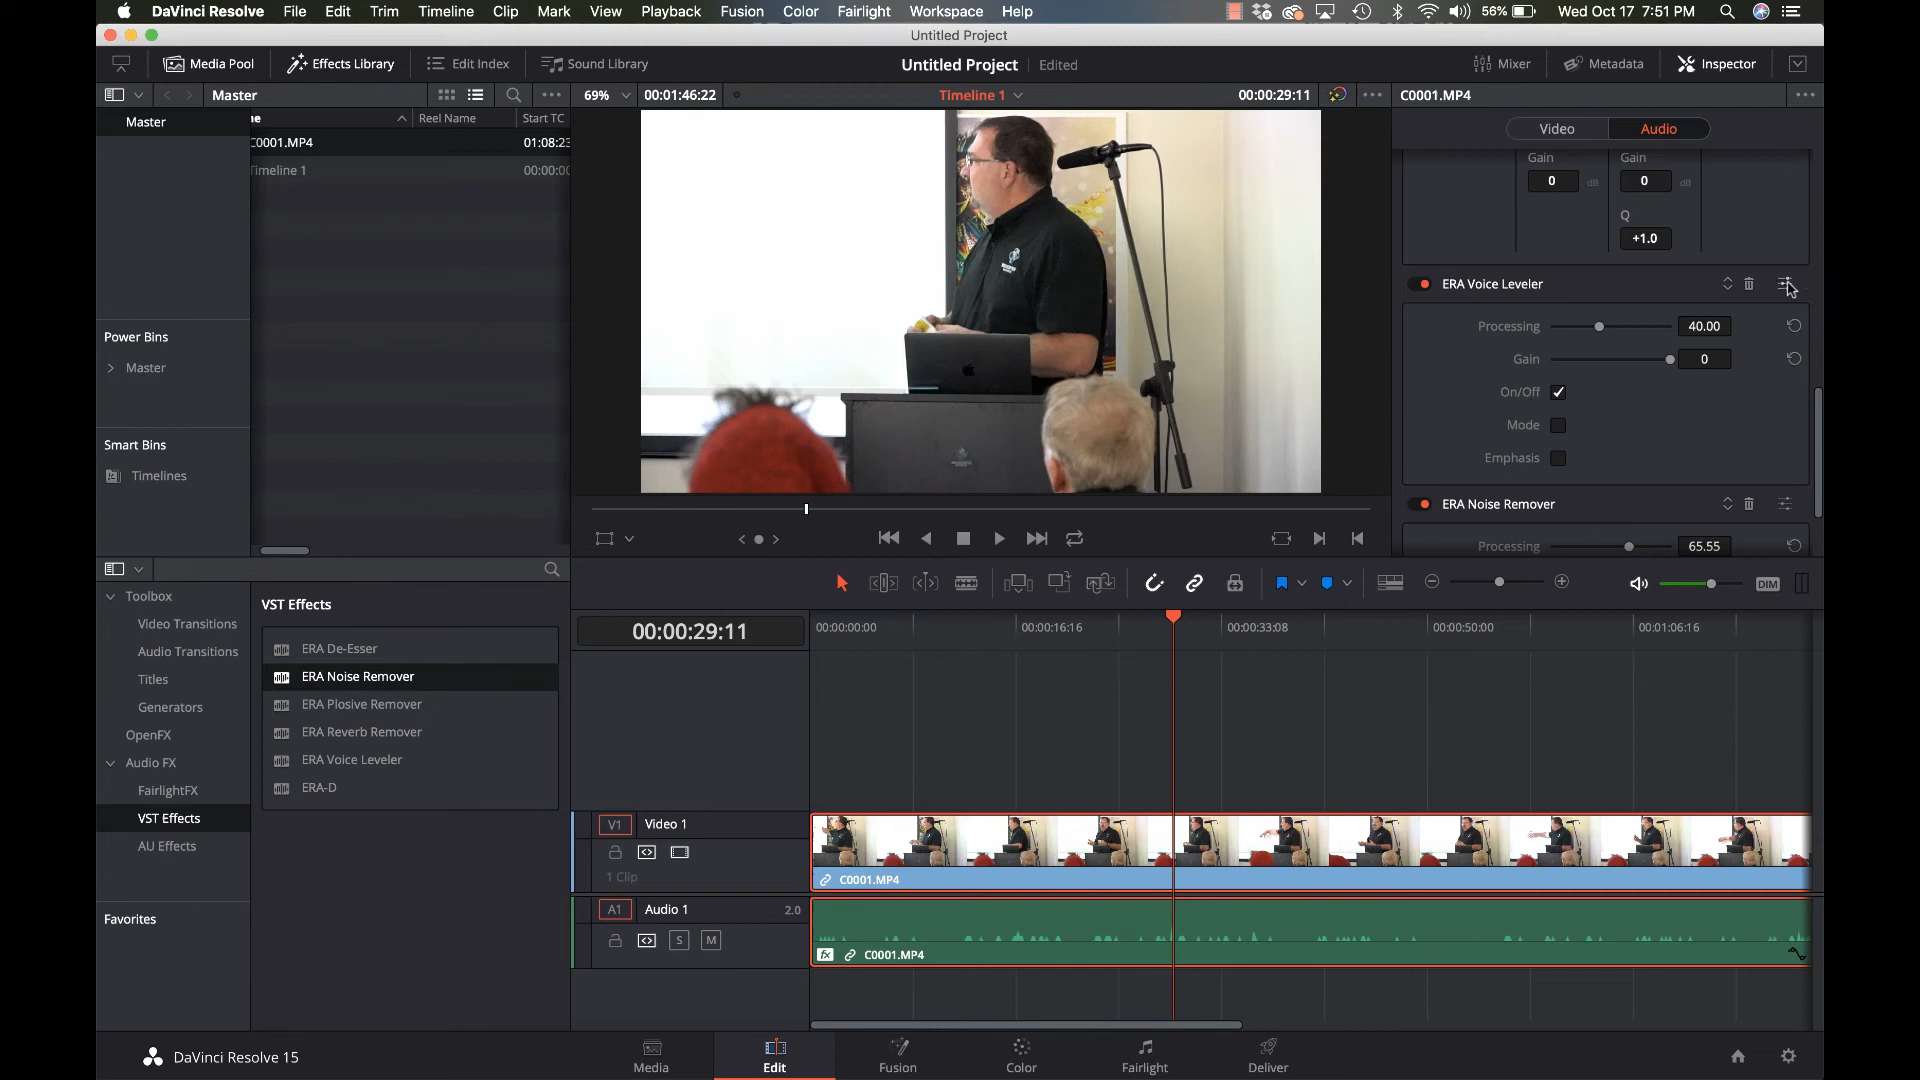 DaVinci Resolve File Edit Trim Timeline Clip Mark View Playback Fusion Color Fairlight Workspace Help 56% Wed Oct 17 7:51 PM
Untitled Project
Media Pool Effects Library Edit Index Sound Library Untitled Project Edited Mixer Metadata Inspector
Master 69% 00:01:46:22 Timeline 1 00:00:29:11 C0001.MP4
Master
e Reel Name Start TC
C0001.MP4 01:08:23
Timeline 1 00:00:00
Power Bins
Master
Smart Bins
Timelines
Video Audio
Gain Gain
0 dB 0 dB
Q
+1.0
ERA Voice Leveler
Processing 40.00
Gain 0
On/Off
Mode
Emphasis
ERA Noise Remover
Processing 65.55
Toolbox
Video Transitions
Audio Transitions
Titles
Generators
OpenFX
Audio FX
FairlightFX
VST Effects
AU Effects
Favorites
VST Effects
ERA De-Esser
ERA Noise Remover
ERA Plosive Remover
ERA Reverb Remover
ERA Voice Leveler
ERA-D
DIM
00:00:29:11 00:00:00:00 00:00:16:16 00:00:33:08 00:00:50:00 00:01:06:16
V1 Video 1
1 Clip
C0001.MP4
A1 Audio 1 2.0
S M
fx C0001.MP4
DaVinci Resolve 15
Media Edit Fusion Color Fairlight Deliver